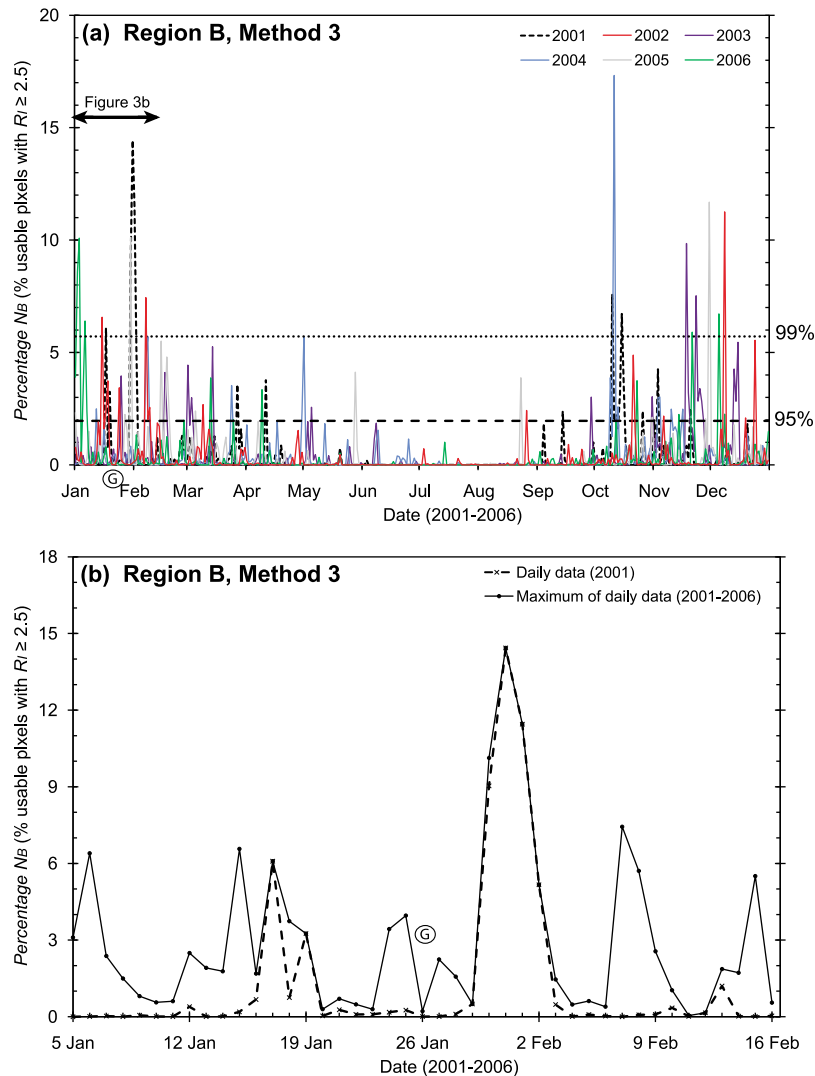 (a) Region B, Method 3
2001 2002 2003
2004 2005 2006
Figure 3b
Percentage NB (% usable pixels with RI ≥ 2.5)
20
15
10
5
0
99%
95%
Jan Feb Mar Apr May Jun Jul Aug Sep Oct Nov Dec
G
Date (2001-2006)
(b) Region B, Method 3
Daily data (2001)
Maximum of daily data (2001-2006)
Percentage NB (% usable pixels with RI ≥ 2.5)
18
15
12
9
6
3
0
G
5 Jan 12 Jan 19 Jan 26 Jan 2 Feb 9 Feb 16 Feb
Date (2001-2006)